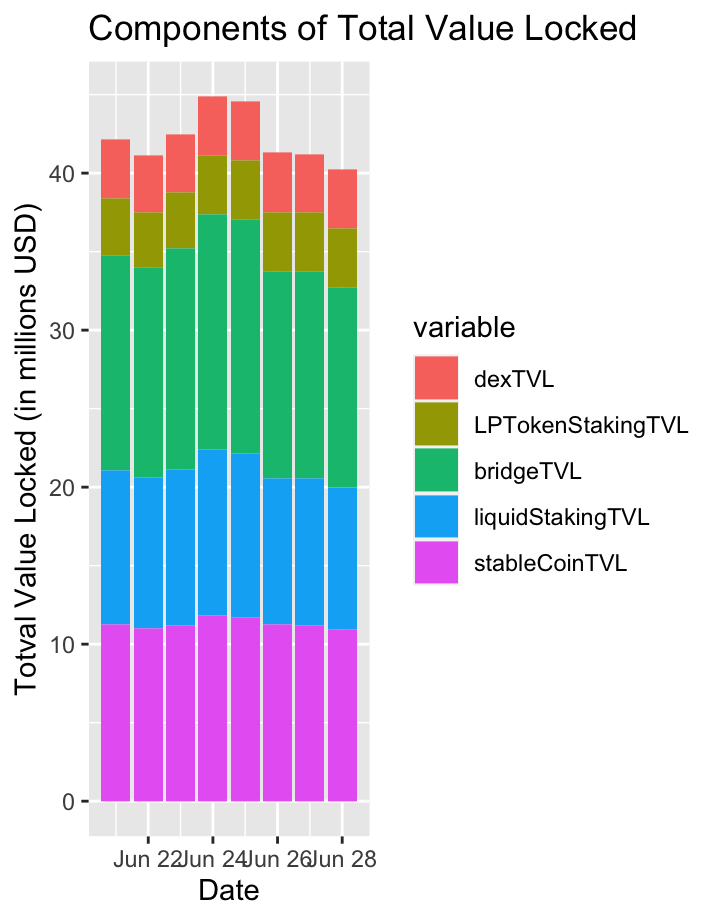 Components of Total Value Locked
Totval Value Locked (in millions USD)
40
30
20
10
0
Jun 22 Jun 24 Jun 26 Jun 28
Date
variable
dexTVL
LPTokenStakingTVL
bridgeTVL
liquidStakingTVL
stableCoinTVL